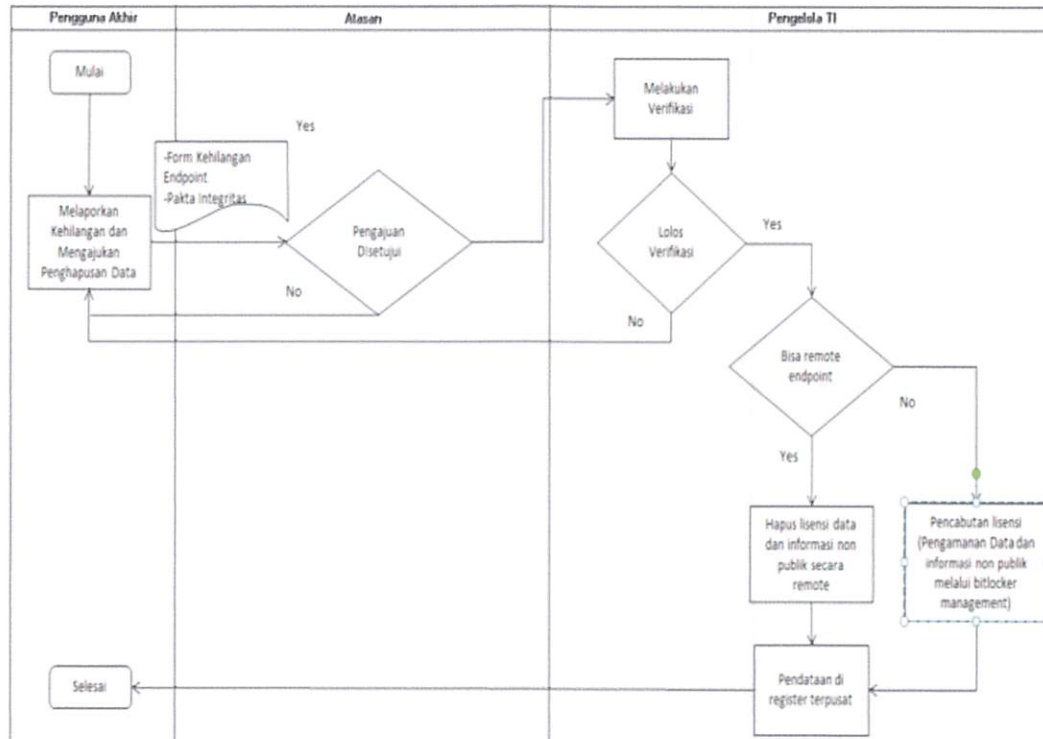 Pengguna Akhir
Atasan
Pengelola TI
Mulai
Melakukan
Verifikasi
Yes
-Form Kehilangan
Endpoint
-Pakta Integritas
Melaporkan
Kehilangan dan
Mengajukan
Penghapusan Data
Pengajuan
Disetujui
Lolos
Verifikasi
Yes
No
No
Bisa remote
endpoint
No
Yes
Hapus lisensi data
dan informasi non
publik secara
remote
Pencabutan lisensi
(Pengamanan Data dan
informasi non publik
melalui bitlocker
management)
Selesai
Pendataan di
register terpusat